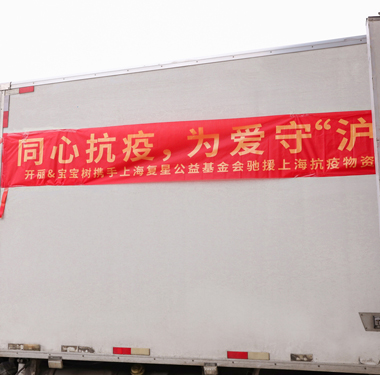 同心抗疫，为爱守“沪
开丽&宝宝树携手上海复星公益基金会驰援上海抗疫物资